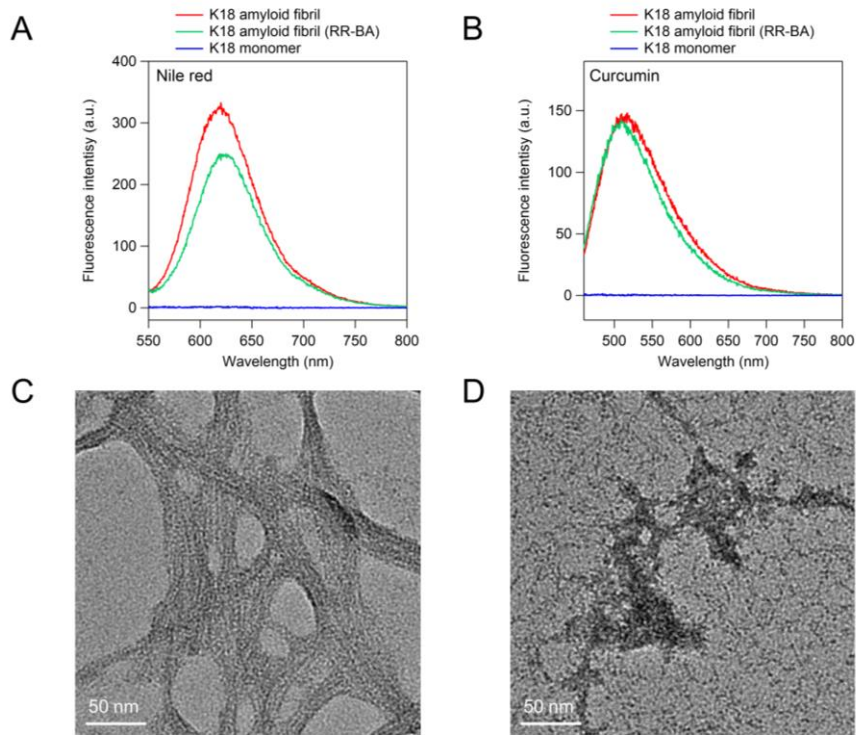 A
K18 amyloid fibril
K18 amyloid fibril (RR-BA)
K18 monomer
Nile red
Fluorescence intentisy (a.u.)
400
300
200
100
0
550
600
650
700
750
800
Wavelength (nm)
B
K18 amyloid fibril
K18 amyloid fibril (RR-BA)
K18 monomer
Curcumin
Fluorescence intentisy (a.u.)
150
100
50
0
500
550
600
650
700
750
800
Wavelength (nm)
C
50 nm
D
50 nm